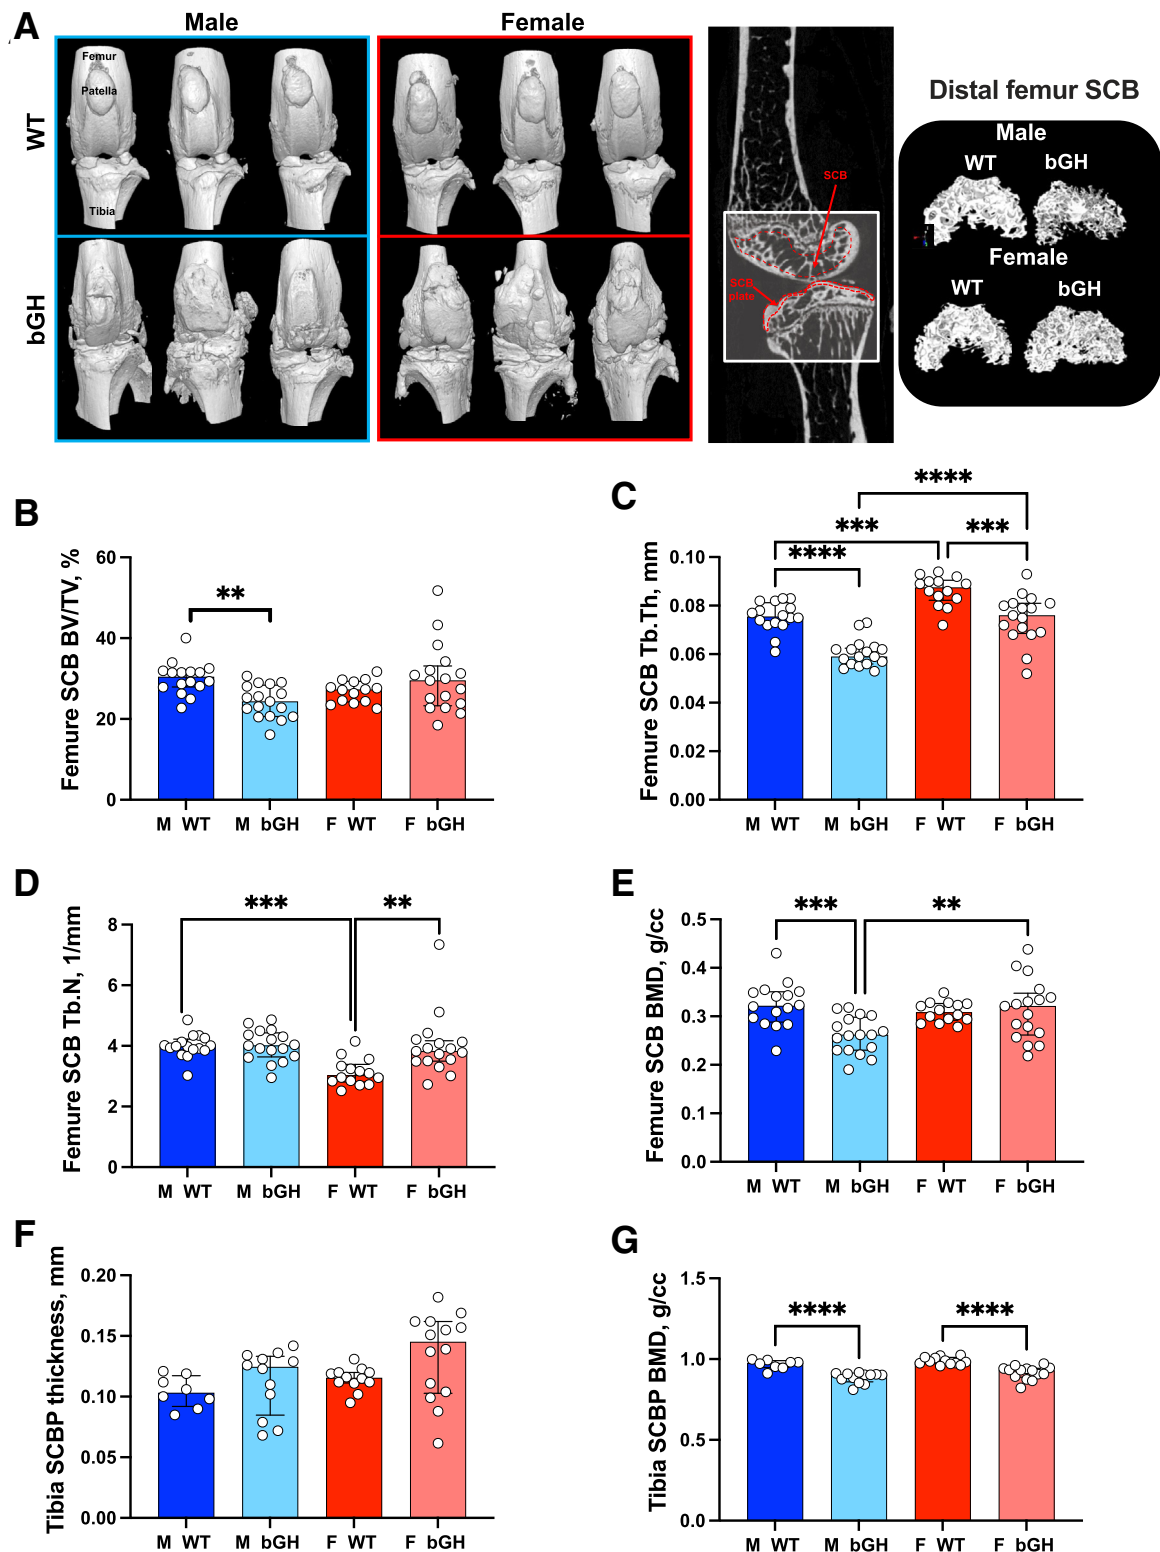 A
Male
Female
WT
bGH
Femur
Patella
Tibia
SCB
SCB
plate
Distal femur SCB
Male
WT
bGH
Female
WT
bGH
B
Femure SCB BV/TV, %
60
40
20
0
**
M WT
M bGH
F WT
F bGH
C
Femure SCB Tb.Th, mm
0.10
0.08
0.06
0.04
0.02
0.00
****
***
***
****
M WT
M bGH
F WT
F bGH
D
Femure SCB Tb.N, 1/mm
8
6
4
2
0
***
**
M WT
M bGH
F WT
F bGH
E
Femure SCB BMD, g/cc
0.5
0.4
0.3
0.2
0.1
0.0
***
**
M WT
M bGH
F WT
F bGH
F
Tibia SCBP thickness, mm
0.20
0.15
0.10
0.05
0.00
M WT
M bGH
F WT
F bGH
G
Tibia SCBP BMD, g/cc
1.5
1.0
0.5
0.0
****
****
M WT
M bGH
F WT
F bGH